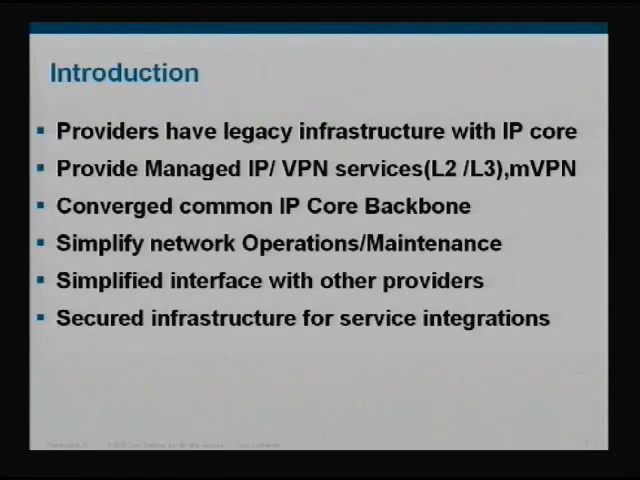 Introduction
Providers have legacy infrastructure with IP core
Provide Managed IP/ VPN services(L2 /L3),mVPN
Converged common IP Core Backbone
Simplify network Operations/Maintenance
Simplified interface with other providers
Secured infrastructure for service integrations